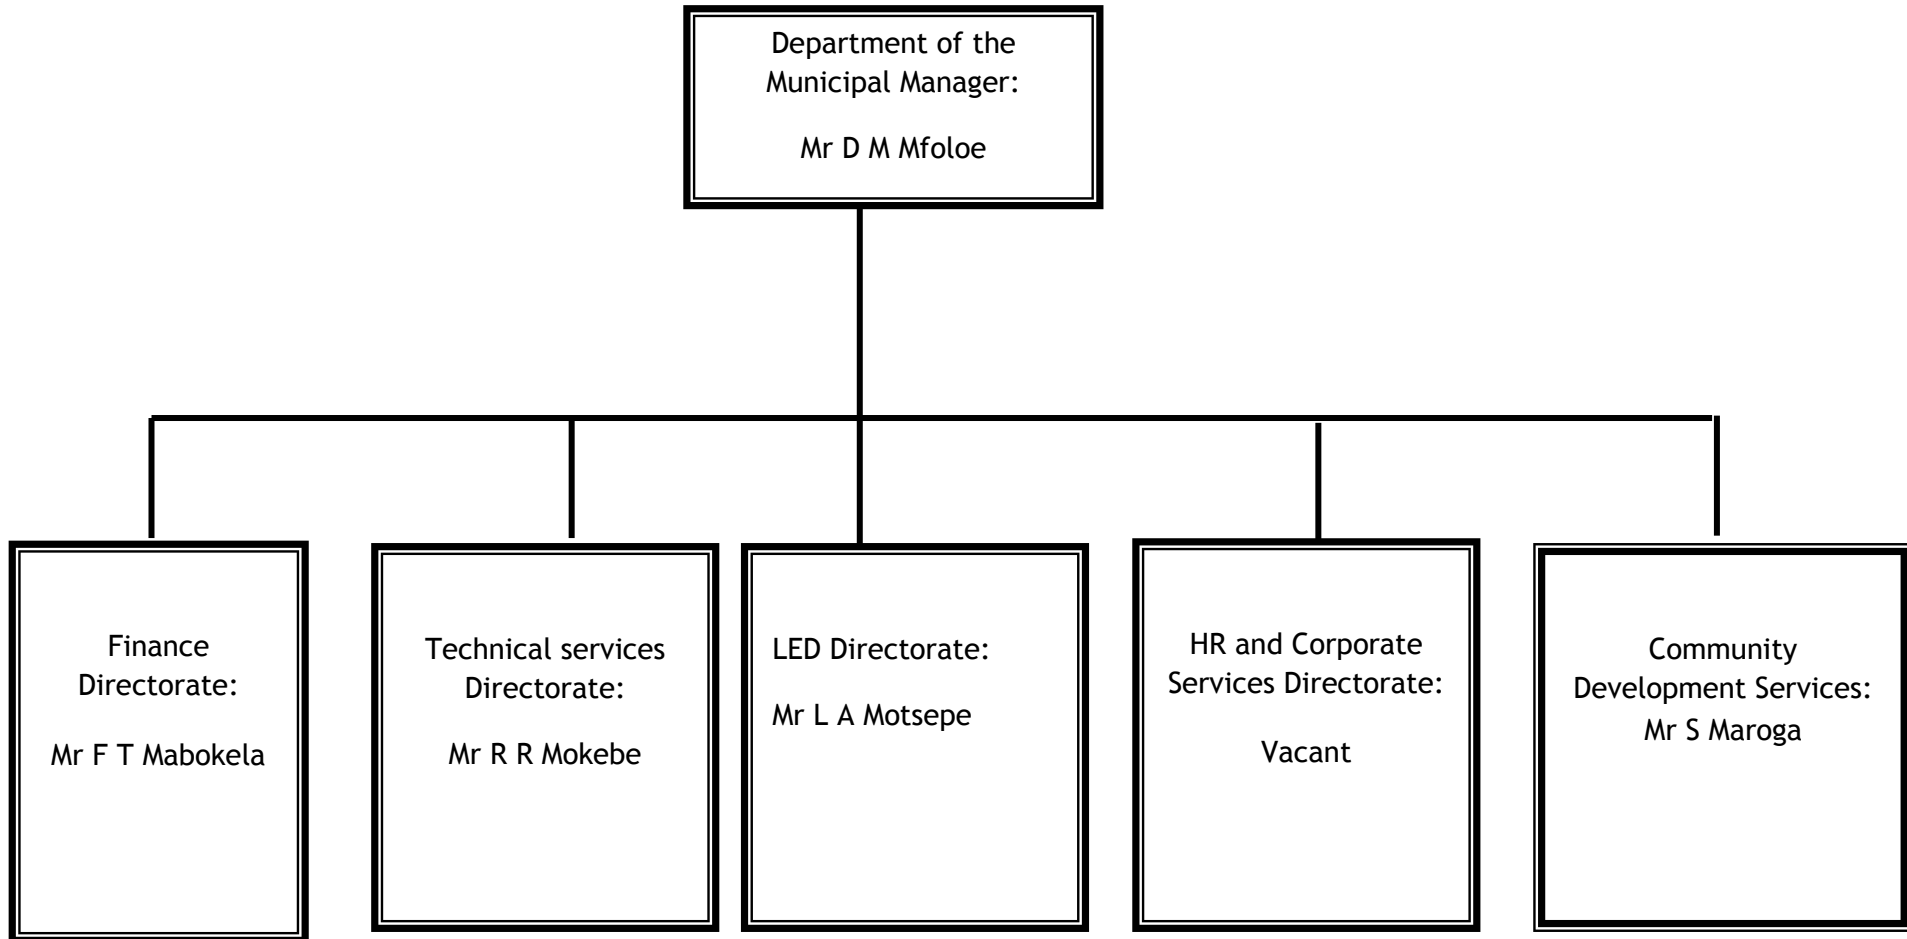 Department of the
Municipal Manager:
Mr D M Mfoloe
Finance
Directorate:
Mr F T Mabokela
Technical services
Directorate:
Mr R R Mokebe
LED Directorate:
Mr L A Motsepe
HR and Corporate
Services Directorate:
Vacant
Community
Development Services:
Mr S Maroga